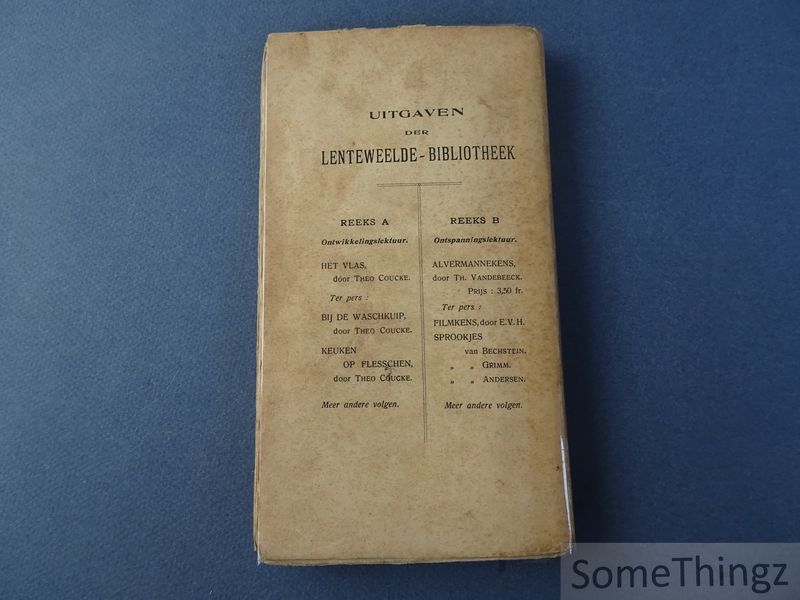 UITGAVEN
DER
LENTEWEELDE-BIBLIOTHEEK
REEKS A
Ontwikkelingslektuur.
HET VLAS,
door THEO COUCKE.
Ter pers :
BIJ DE WASCHKUIP,
door THEO COUCKE.
KEUKEN
OP FLESSCHEN,
door THEO COUCKE.
Meer andere volgen.
REEKS B
Ontspanningslektuur.
ALVERMANNEKENS,
door TH. VANDEBEECK.
PRIJS : 3,50 fr.
Ter pers :
FILMKENS, door E.V.H.
SPROOKJES
van BECHSTEIN.
„ „ GRIMM.
„ „ ANDERSEN.
Meer andere volgen.
SomeThingz